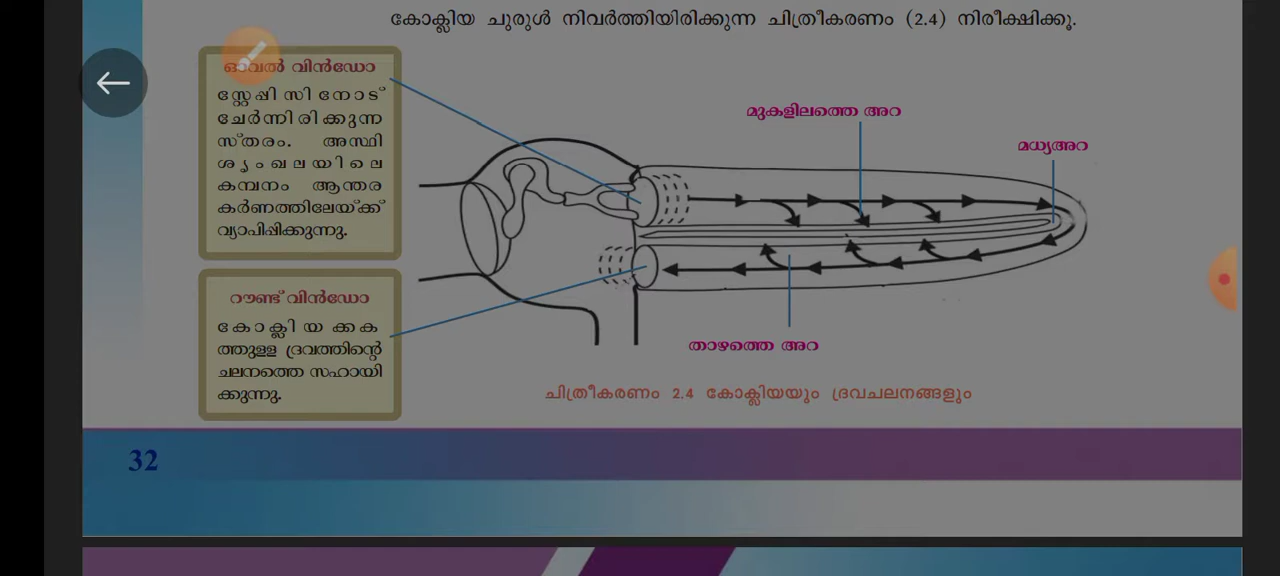 കോക്ലിയ ചുരുൾ നിവർത്തിയിരിക്കുന്ന ചിത്രീകരണം (2.4) നിരീക്ഷിക്കൂ.
ഓവൽ വിൻഡോ
സ്റ്റേപ്പിസിനോട്
ചേർന്നിരിക്കുന്ന
സ്തരം. അസ്ഥി
ശൃംഖലയിലെ
കമ്പനം ആന്തര
കർണത്തിലേയ്ക്ക്
വ്യാപിപ്പിക്കുന്നു.
മുകളിലത്തെ അറ
മധ്യഅറ
റൗണ്ട് വിൻഡോ
കോക്ലിയക്കക
ത്തുള്ള ദ്രവത്തിന്റെ
ചലനത്തെ സഹായി
ക്കുന്നു.
താഴത്തെ അറ
ചിത്രീകരണം 2.4 കോക്ലിയയും ദ്രവചലനങ്ങളും
32